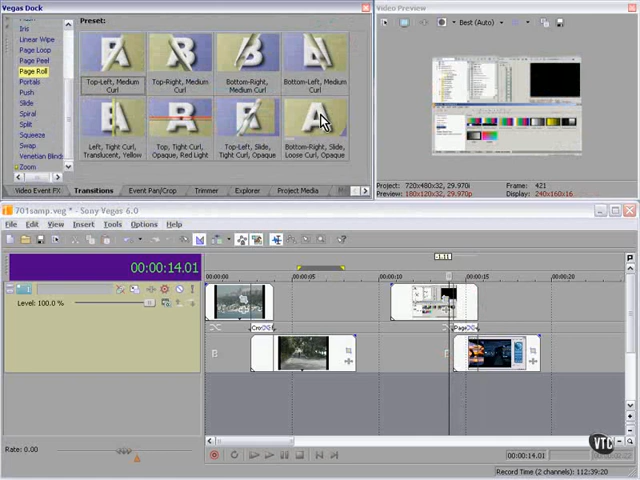 Vegas Dock
Video Preview
Iris
Linear Wipe
Page Loop
Page Peel
Page Roll
Portals
Push
Slide
Spiral
Split
Squeeze
Swap
Venetian Blinds
Zoom
Preset:
Top-Left, Medium Curl
Top-Right, Medium Curl
Bottom-Right, Medium Curl
Bottom-Left, Medium Curl
Left, Tight Curl, Translucent, Yellow
Top, Tight Curl, Opaque, Red Light
Top-Left, Slide, Tight Curl, Opaque
Bottom-Right, Slide, Loose Curl, Opaque
Best (Auto)
Project: 720x480x32, 29.970i
Frame: 421
Preview: 180x120x32, 29.970p
Display: 240x160x16
Video Event FX
Transitions
Event Pan/Crop
Trimmer
Explorer
Project Media
701samp.veg * - Sony Vegas 6.0
File Edit View Insert Tools Options Help
-1.11
00:00:14.01
00:00:00
00:00:05
00:00:10
00:00:15
00:00:20
1
Level: 100.0 %
Cro
Page
Rate: 0.00
00:00:14.01
VTC
Record Time (2 channels): 112:39:20